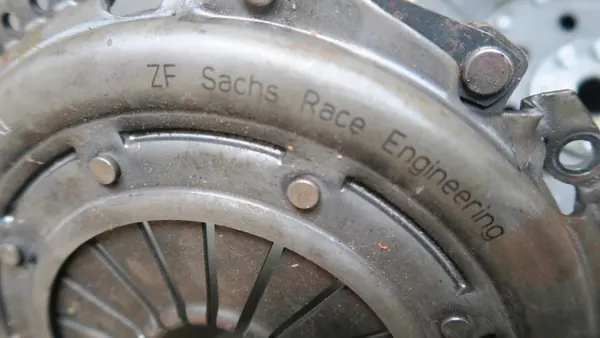 ZF Sachs Race Engineering